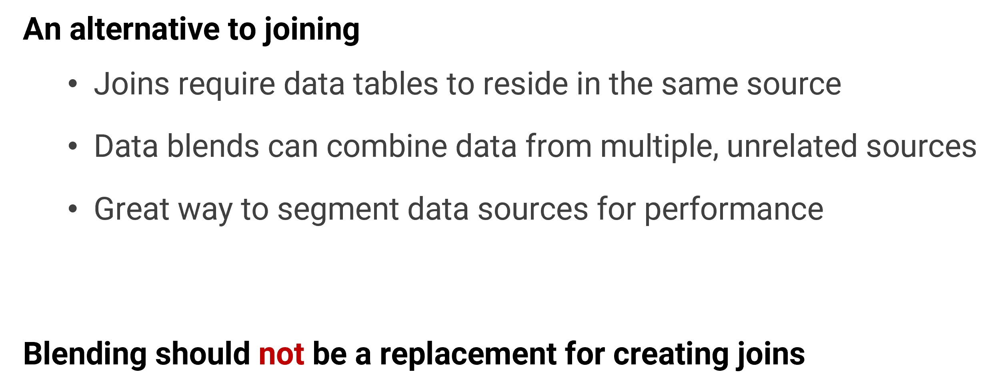 An alternative to joining
• Joins require data tables to reside in the same source
• Data blends can combine data from multiple, unrelated sources
• Great way to segment data sources for performance
Blending should not be a replacement for creating joins